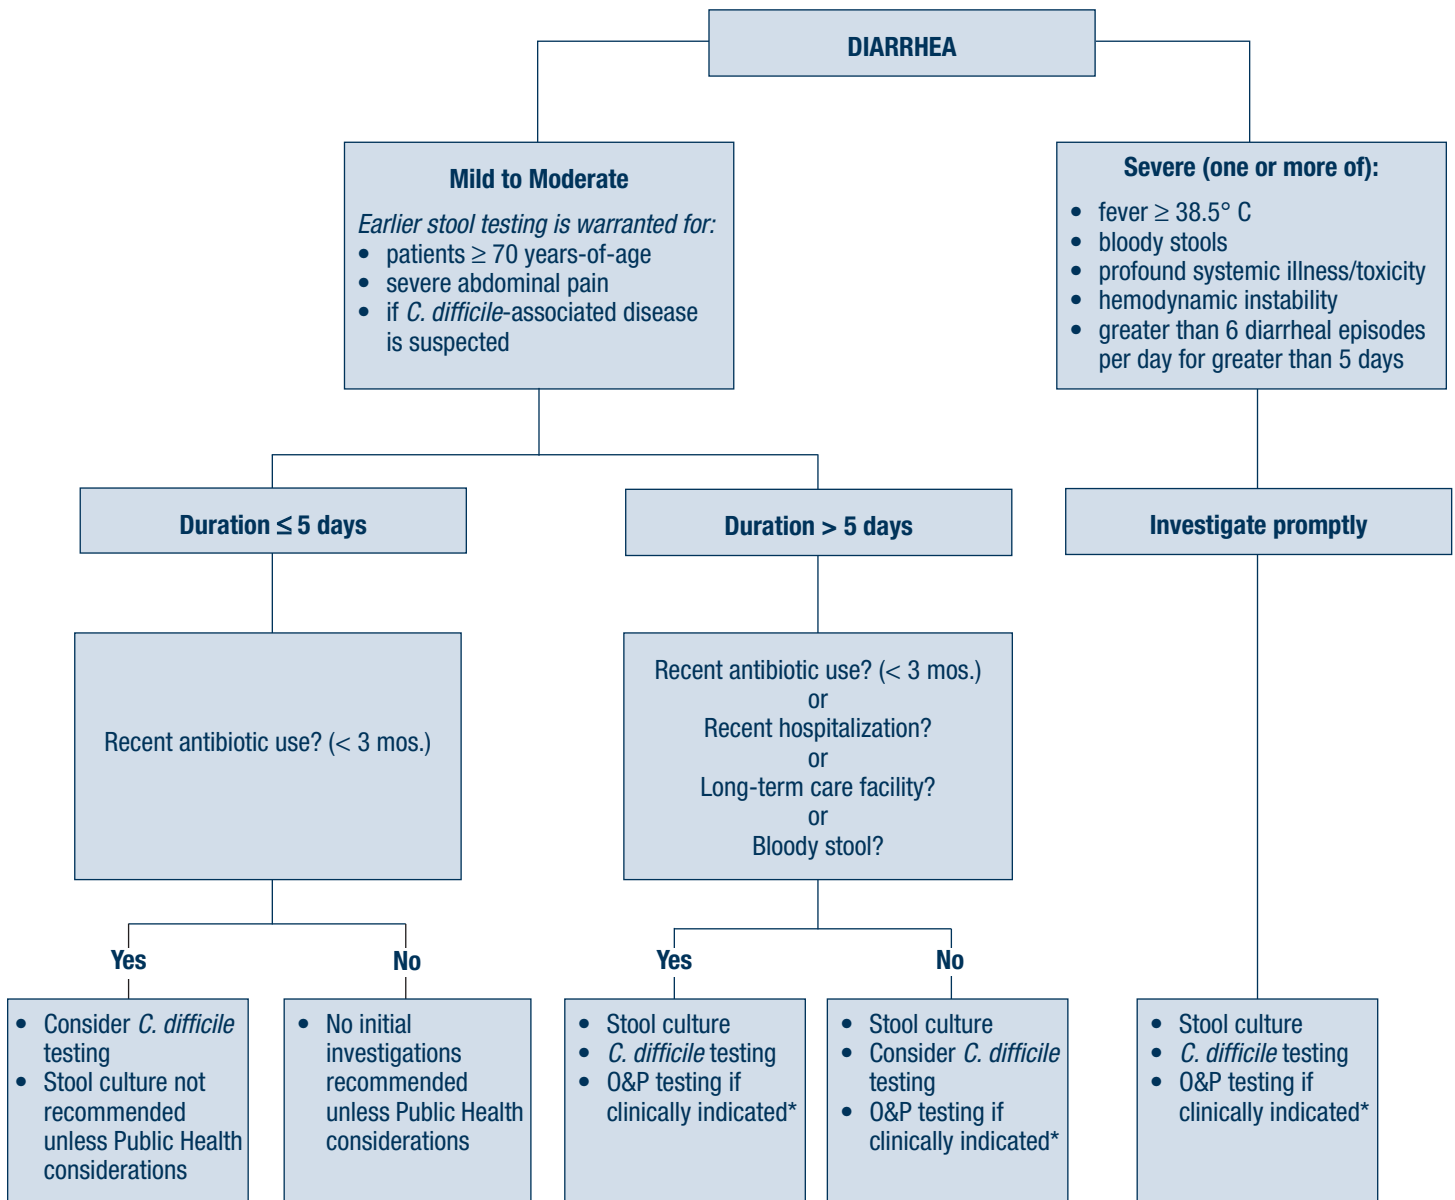 DIARRHEA
Mild to Moderate
Earlier stool testing is warranted for:
• patients ≥ 70 years-of-age
• severe abdominal pain
• if C. difficile-associated disease
is suspected
Severe (one or more of):
• fever ≥ 38.5° C
• bloody stools
• profound systemic illness/toxicity
• hemodynamic instability
• greater than 6 diarrheal episodes
per day for greater than 5 days
Duration ≤ 5 days
Duration > 5 days
Investigate promptly
Recent antibiotic use? (< 3 mos.)
Recent antibiotic use? (< 3 mos.)
or
Recent hospitalization?
or
Long-term care facility?
or
Bloody stool?
Yes
No
Yes
No
• Consider C. difficile
testing
• Stool culture not
recommended
unless Public Health
considerations
• No initial
investigations
recommended
unless Public Health
considerations
• Stool culture
• C. difficile testing
• O&P testing if
clinically indicated*
• Stool culture
• Consider C. difficile
testing
• O&P testing if
clinically indicated*
• Stool culture
• C. difficile testing
• O&P testing if
clinically indicated*